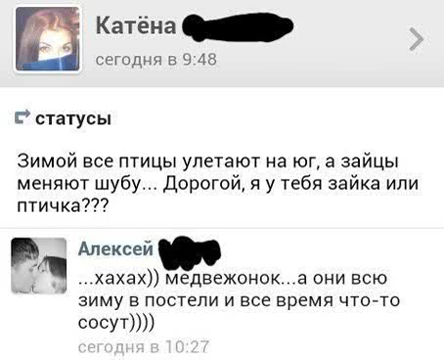 Катёна
сегодня в 9:48
статусы
Зимой все птицы улетают на юг, а зайцы
меняют шубу... Дорогой, я у тебя зайка или
птичка???
Алексей
...хахах)) медвежонок...а они всю
зиму в постели и все время что-то
сосут))))
сегодня в 10:27